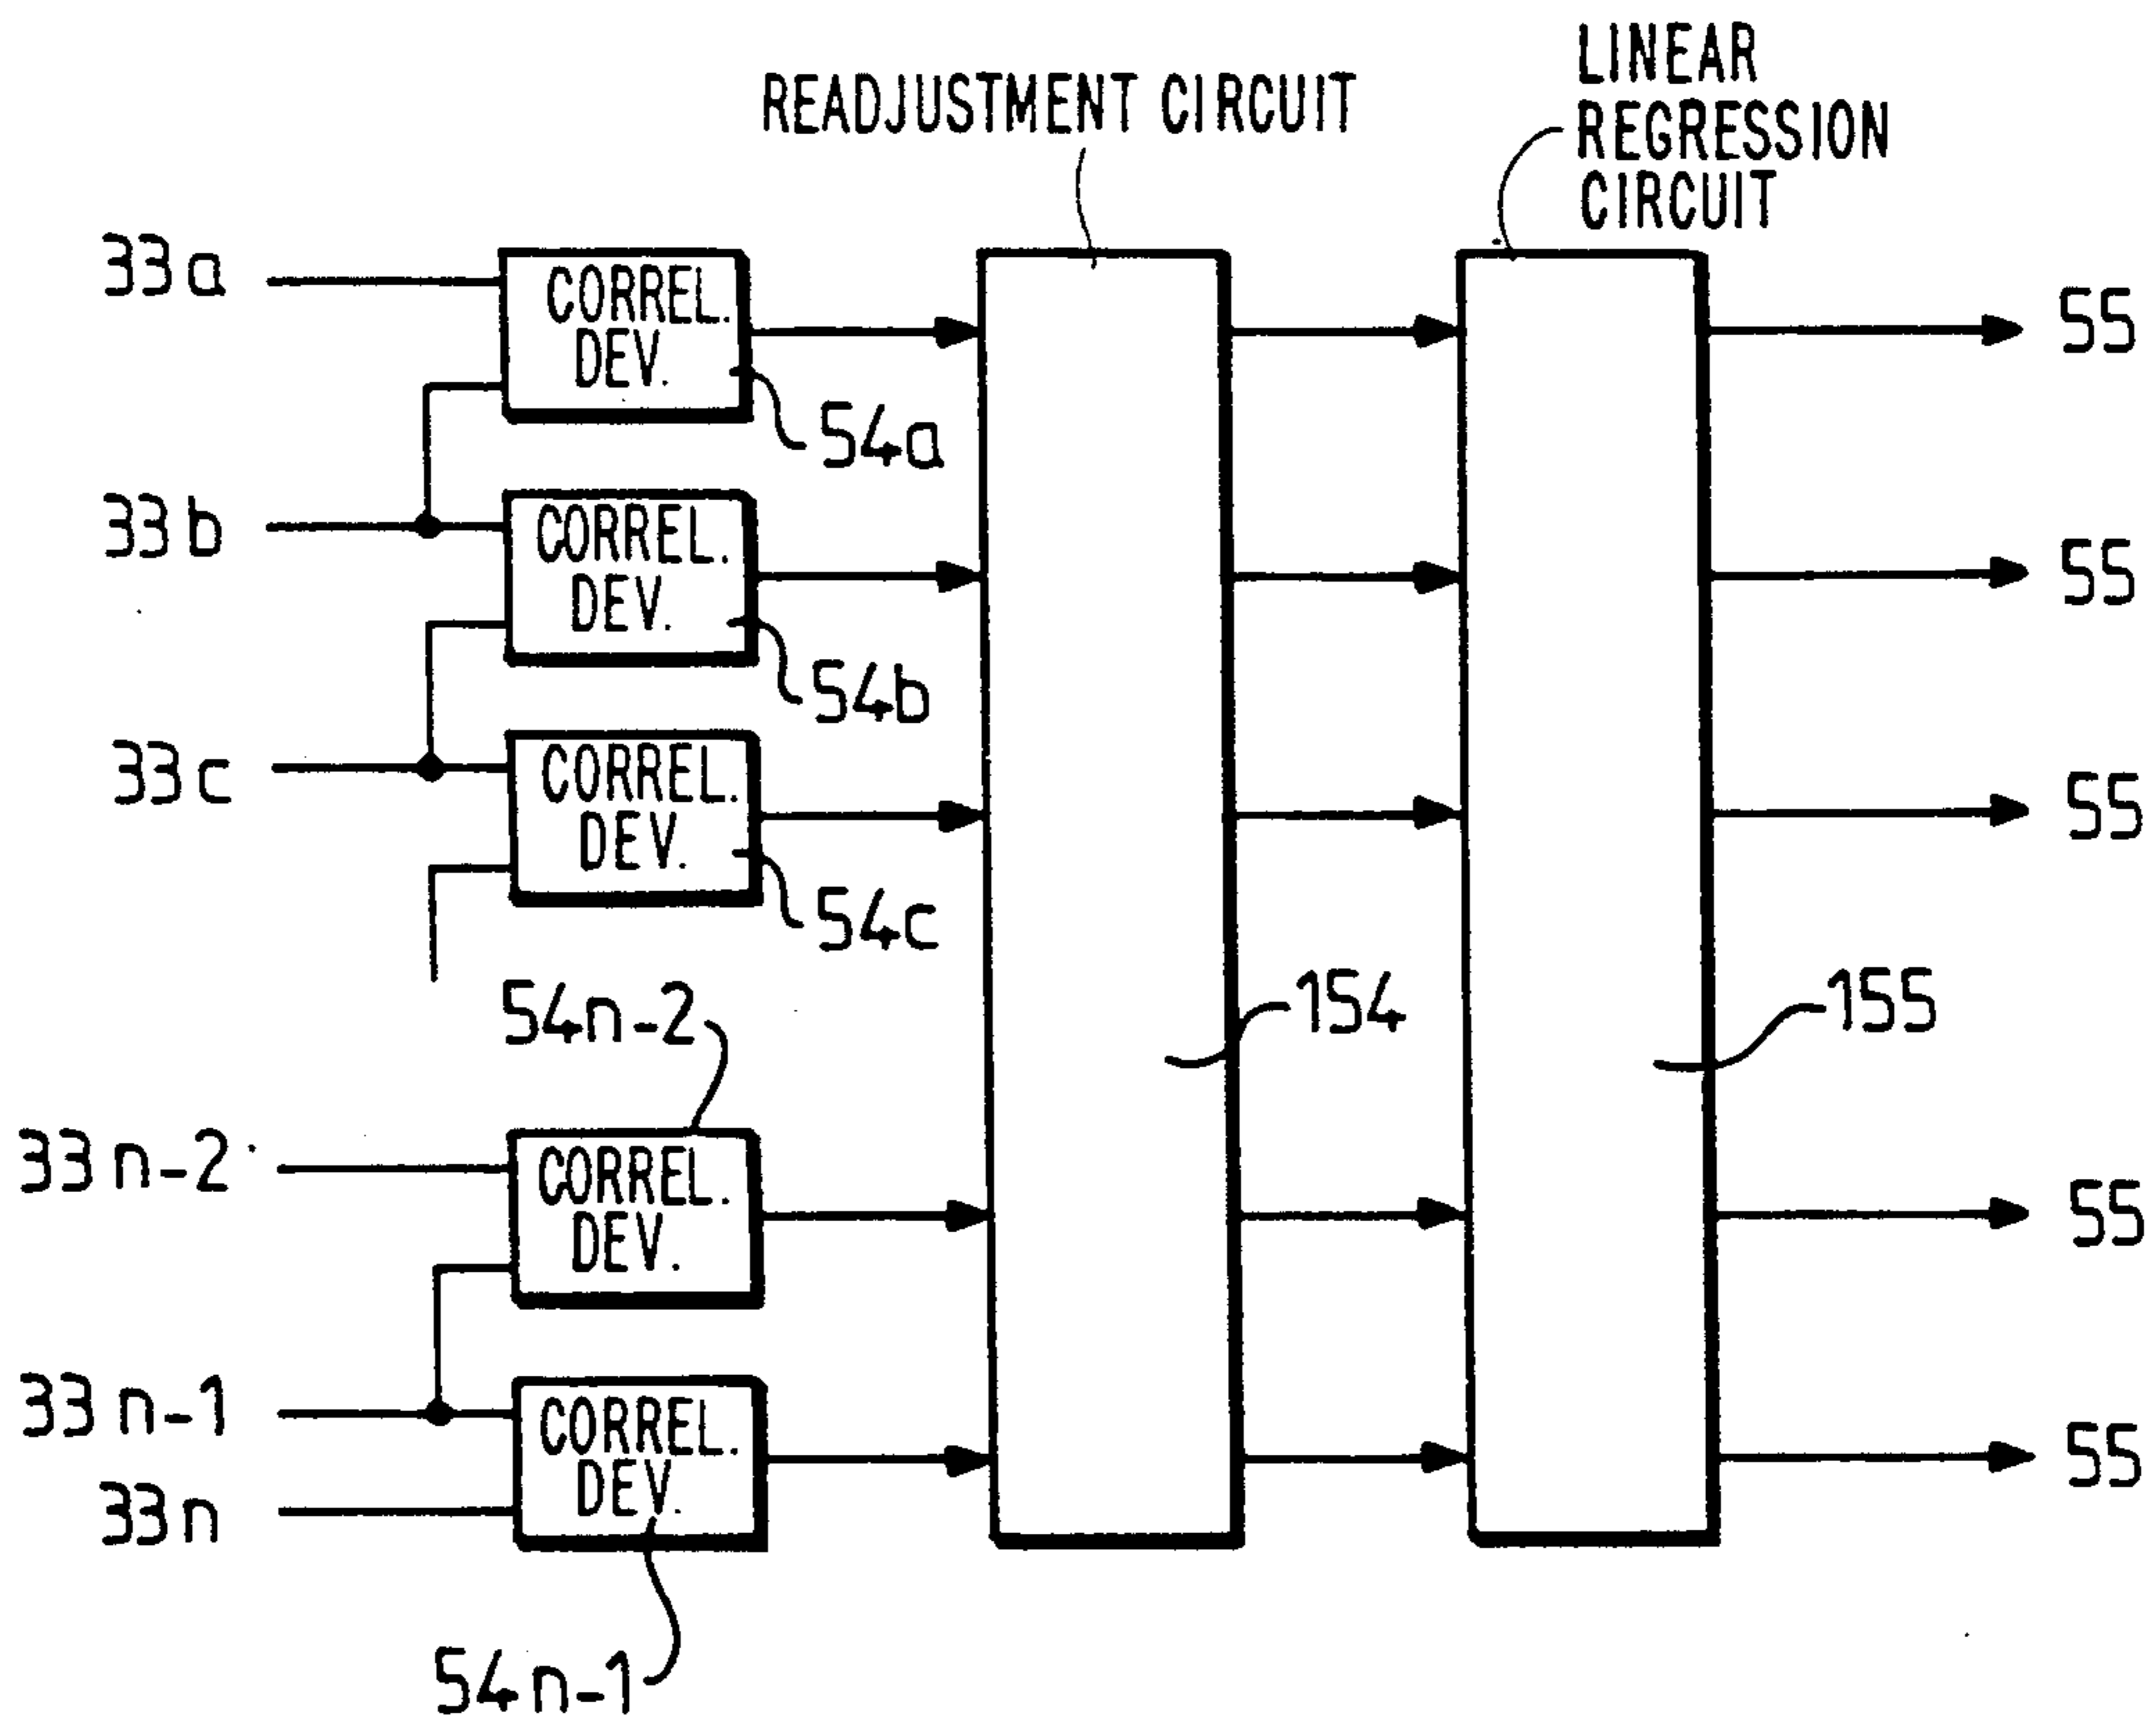 READJUSTMENT CIRCUIT
LINEAR
REGRESSION
CIRCUIT
33a
CORREL.
DEV.
54a
55
33b
CORREL.
DEV.
54b
55
33c
CORREL.
DEV.
54c
55
54n-2
154
155
33n-2
CORREL.
DEV.
55
33n-1
CORREL.
DEV.
55
33n
54n-1